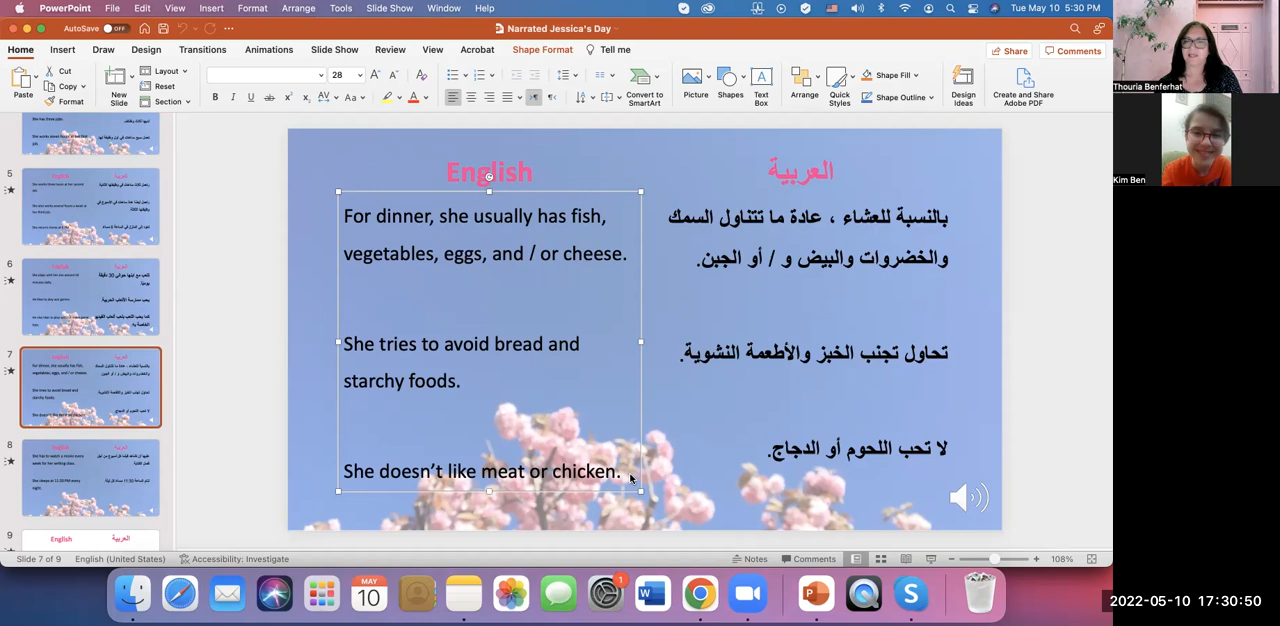 PowerPoint File Edit View Insert Format Arrange Tools Slide Show Window Help Tue May 10 5:30 PM
AutoSave OFF Narrated Jessica's Day
Home Insert Draw Design Transitions Animations Slide Show Review View Acrobat Shape Format Tell me Share Comments
Paste Cut Copy Format New Slide Layout Reset Section 28 Convert to SmartArt Picture Shapes Text Box Arrange Quick Styles Shape Fill Shape Outline Design Ideas Create and Share Adobe PDF
Thouria Benferhat
Kim Ben
5
6
7
8
9
English العربية
For dinner, she usually has fish,
vegetables, eggs, and / or cheese.
She tries to avoid bread and
starchy foods.
She doesn't like meat or chicken.
بالنسبة للعشاء ، عادة ما تتناول السمك
والخضروات والبيض و / أو الجبن.
تحاول تجنب الخبز والأطعمة النشوية.
لا تحب اللحوم أو الدجاج.
Slide 7 of 9 English (United States) Accessibility: Investigate Notes Comments 108%
MAY
10
1
2022-05-10 17:30:50